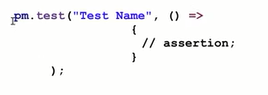 pm.test("Test Name", () =>
{
// assertion;
}
);